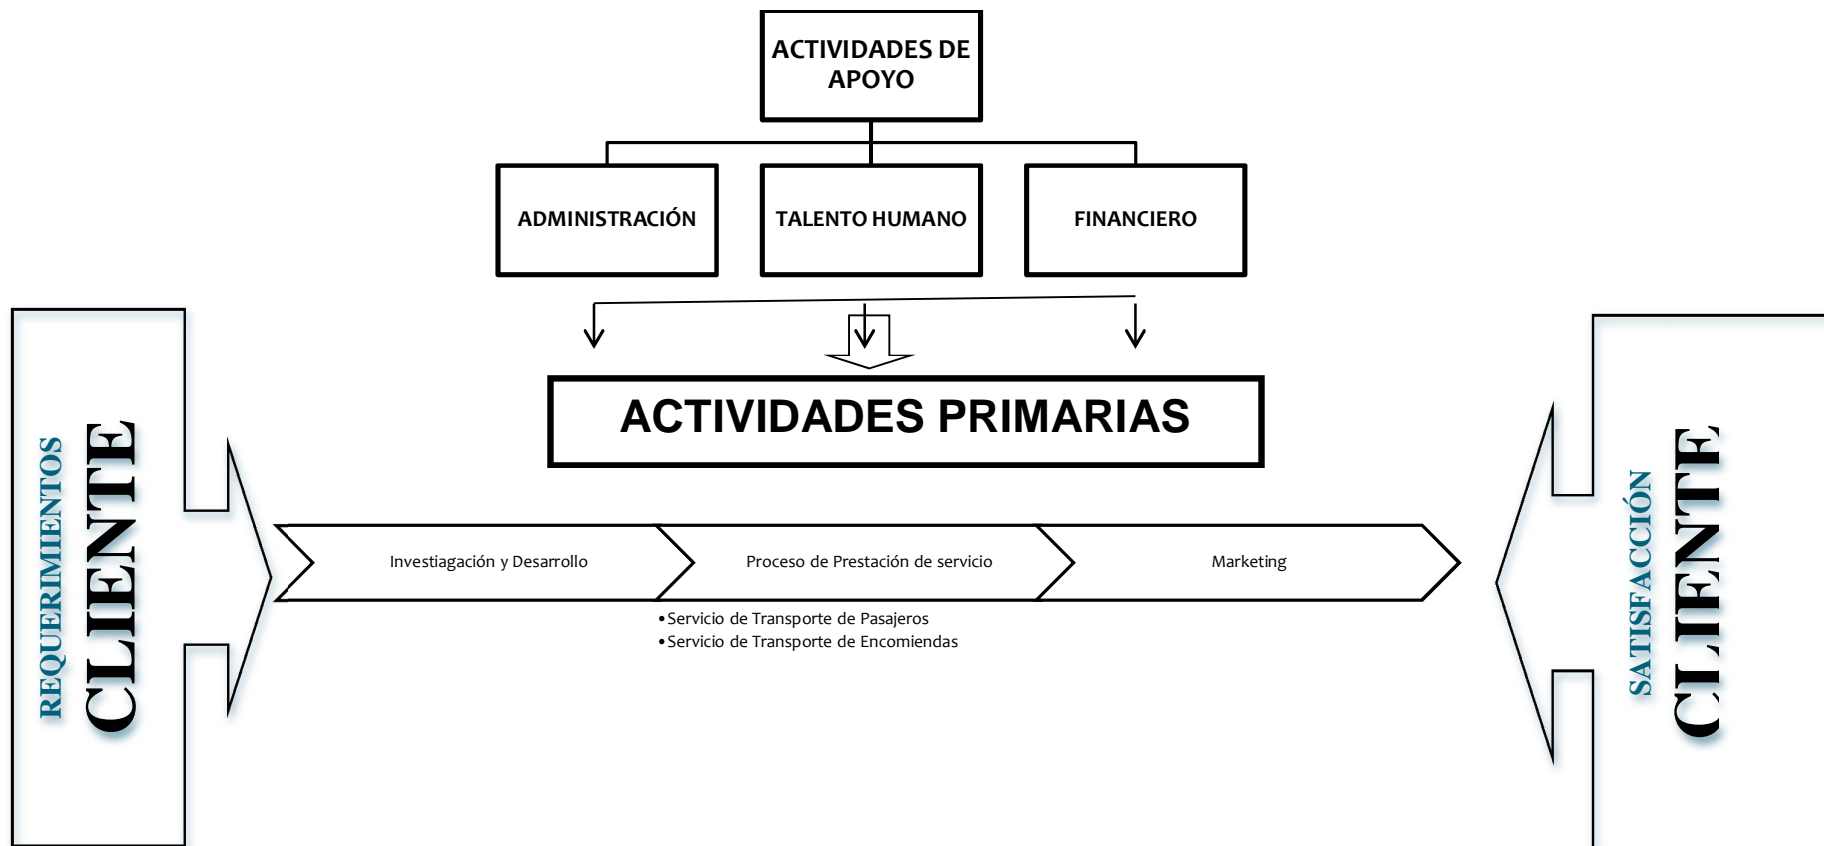 ACTIVIDADES DE
APOYO
ADMINISTRACIÓN
TALENTO HUMANO
FINANCIERO
ACTIVIDADES PRIMARIAS
REQUERIMIENTOS
CLIENTE
Investiagación y Desarrollo
Proceso de Prestación de servicio
Marketing
•Servicio de Transporte de Pasajeros
•Servicio de Transporte de Encomiendas
SATISFACCIÓN
CLIENTE